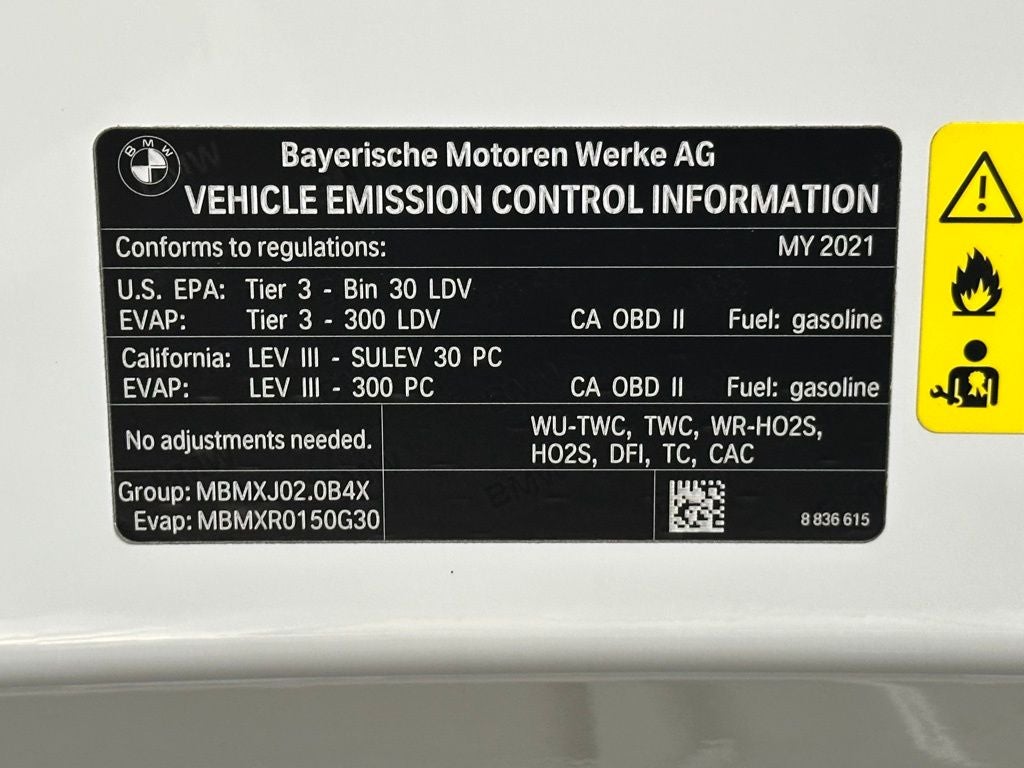 BMW
Bayerische Motoren Werke AG
VEHICLE EMISSION CONTROL INFORMATION
Conforms to regulations: MY 2021
U.S. EPA: Tier 3 - Bin 30 LDV
EVAP: Tier 3 - 300 LDV CA OBD II Fuel: gasoline
California: LEV III - SULEV 30 PC
EVAP: LEV III - 300 PC CA OBD II Fuel: gasoline
No adjustments needed.
WU-TWC, TWC, WR-HO2S,
HO2S, DFI, TC, CAC
Group: MBMXJ02.0B4X
Evap: MBMXR0150G30
8 836 615